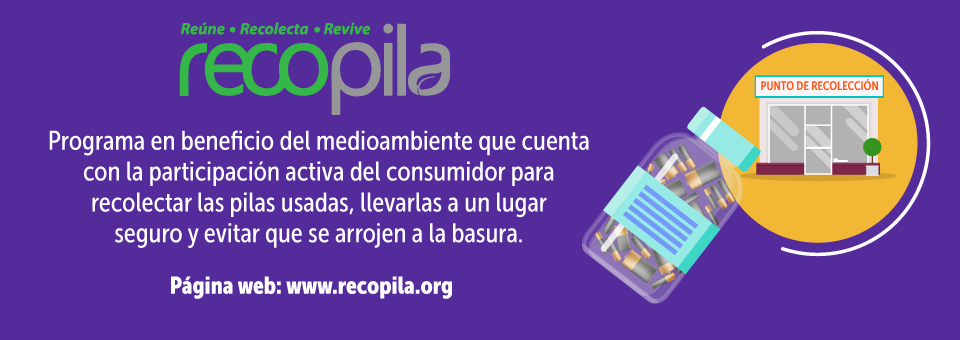 Reúne • Recolecta • Revive
recopila
PUNTO DE RECOLECCIÓN
Programa en beneficio del medioambiente que cuenta
con la participación activa del consumidor para
recolectar las pilas usadas, llevarlas a un lugar
seguro y evitar que se arrojen a la basura.
Página web: www.recopila.org